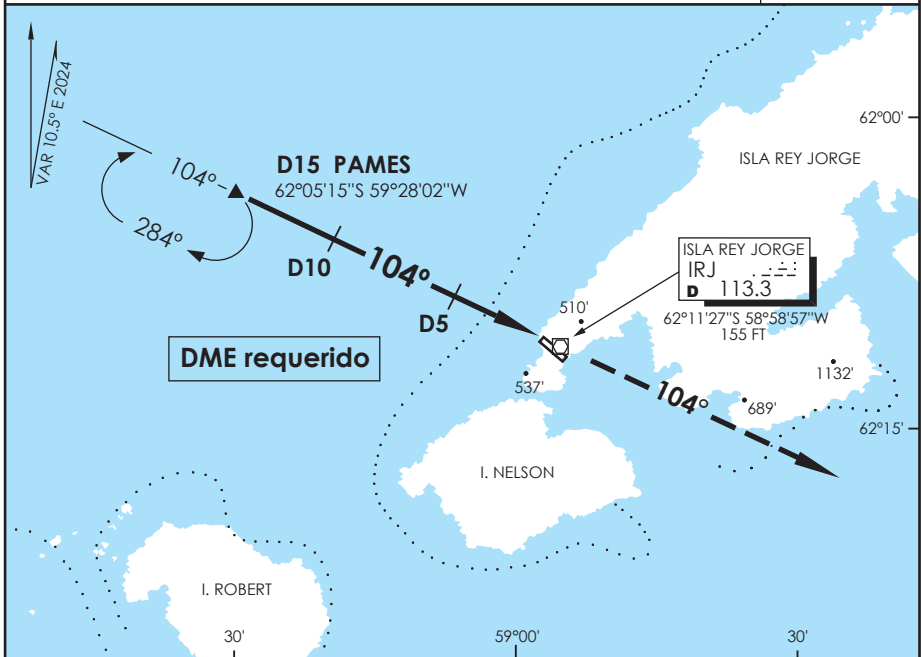 VAR 10.5° E 2024
62°00'
ISLA REY JORGE
D15 PAMES
62°05'15"S 59°28'02"W
104°
284°
D10
104°
D5
ISLA REY JORGE
IRJ
D 113.3
62°11'27"S 58°58'57"W
155 FT
510'
DME requerido
537'
1132'
104°
689'
62°15'
I. NELSON
I. ROBERT
30'
59°00'
30'